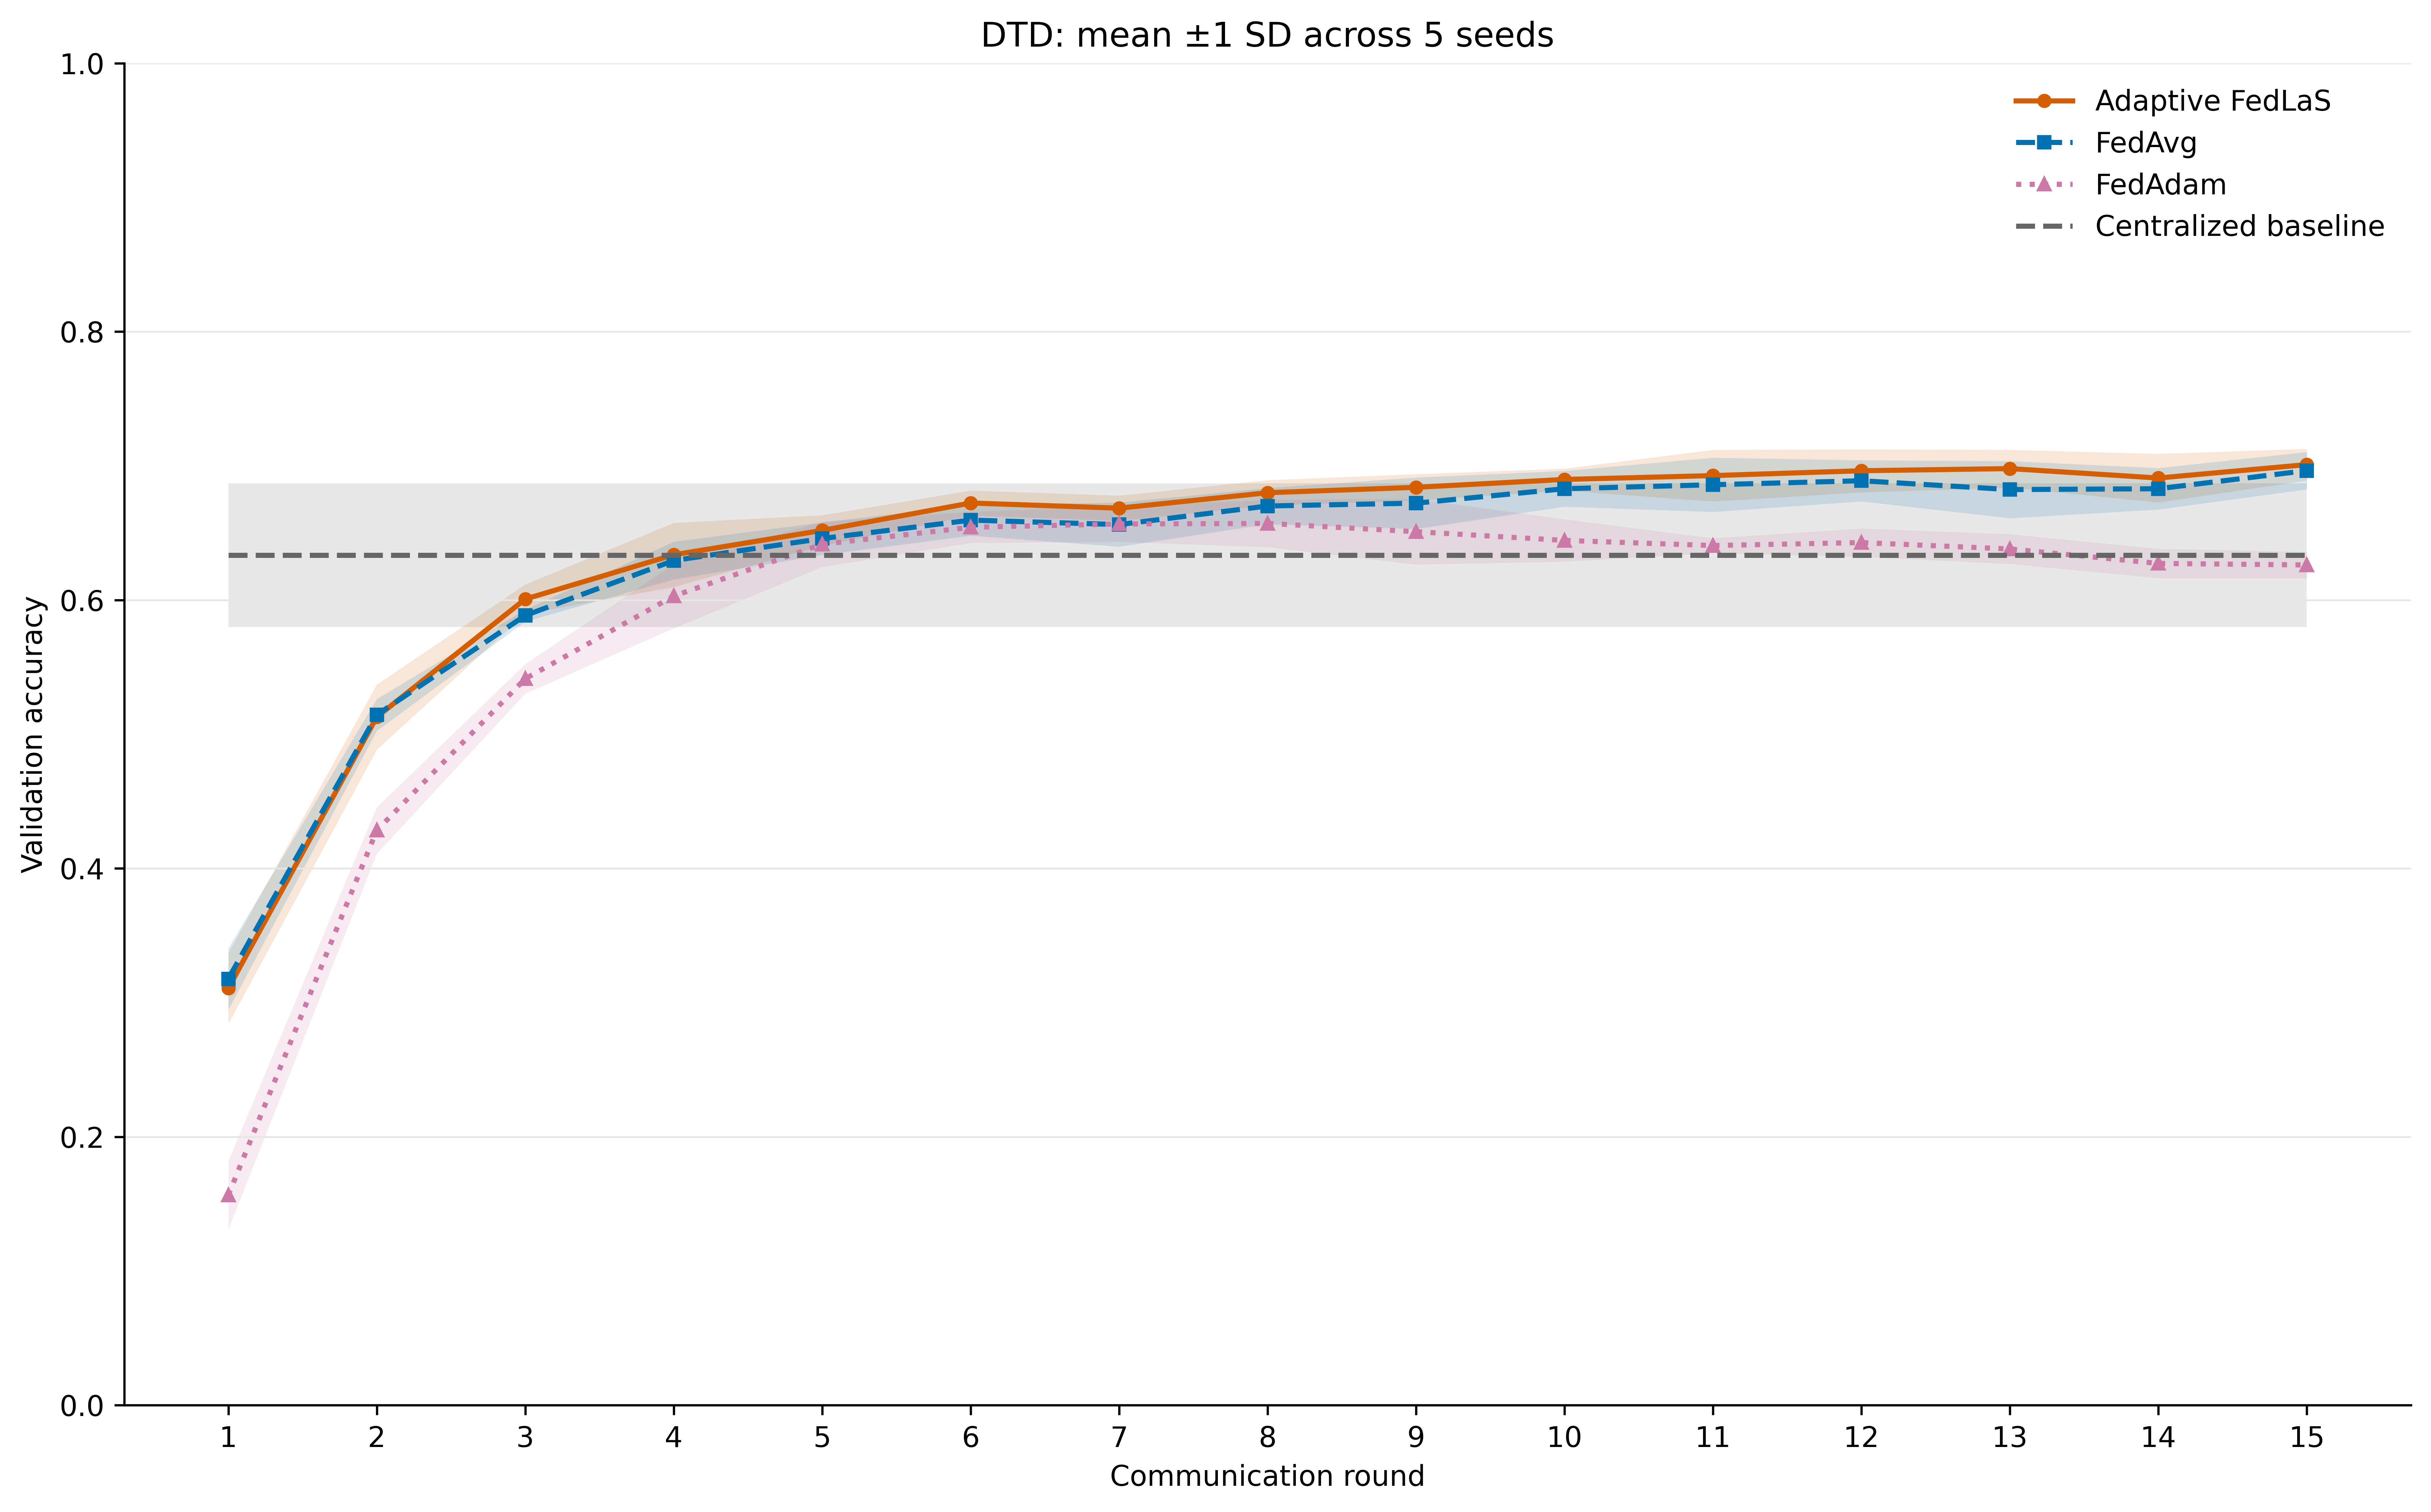 DTD: mean ±1 SD across 5 seeds
Adaptive FedLaS
FedAvg
FedAdam
Centralized baseline
Validation accuracy
1.0
0.8
0.6
0.4
0.2
0.0
1 2 3 4 5 6 7 8 9 10 11 12 13 14 15
Communication round